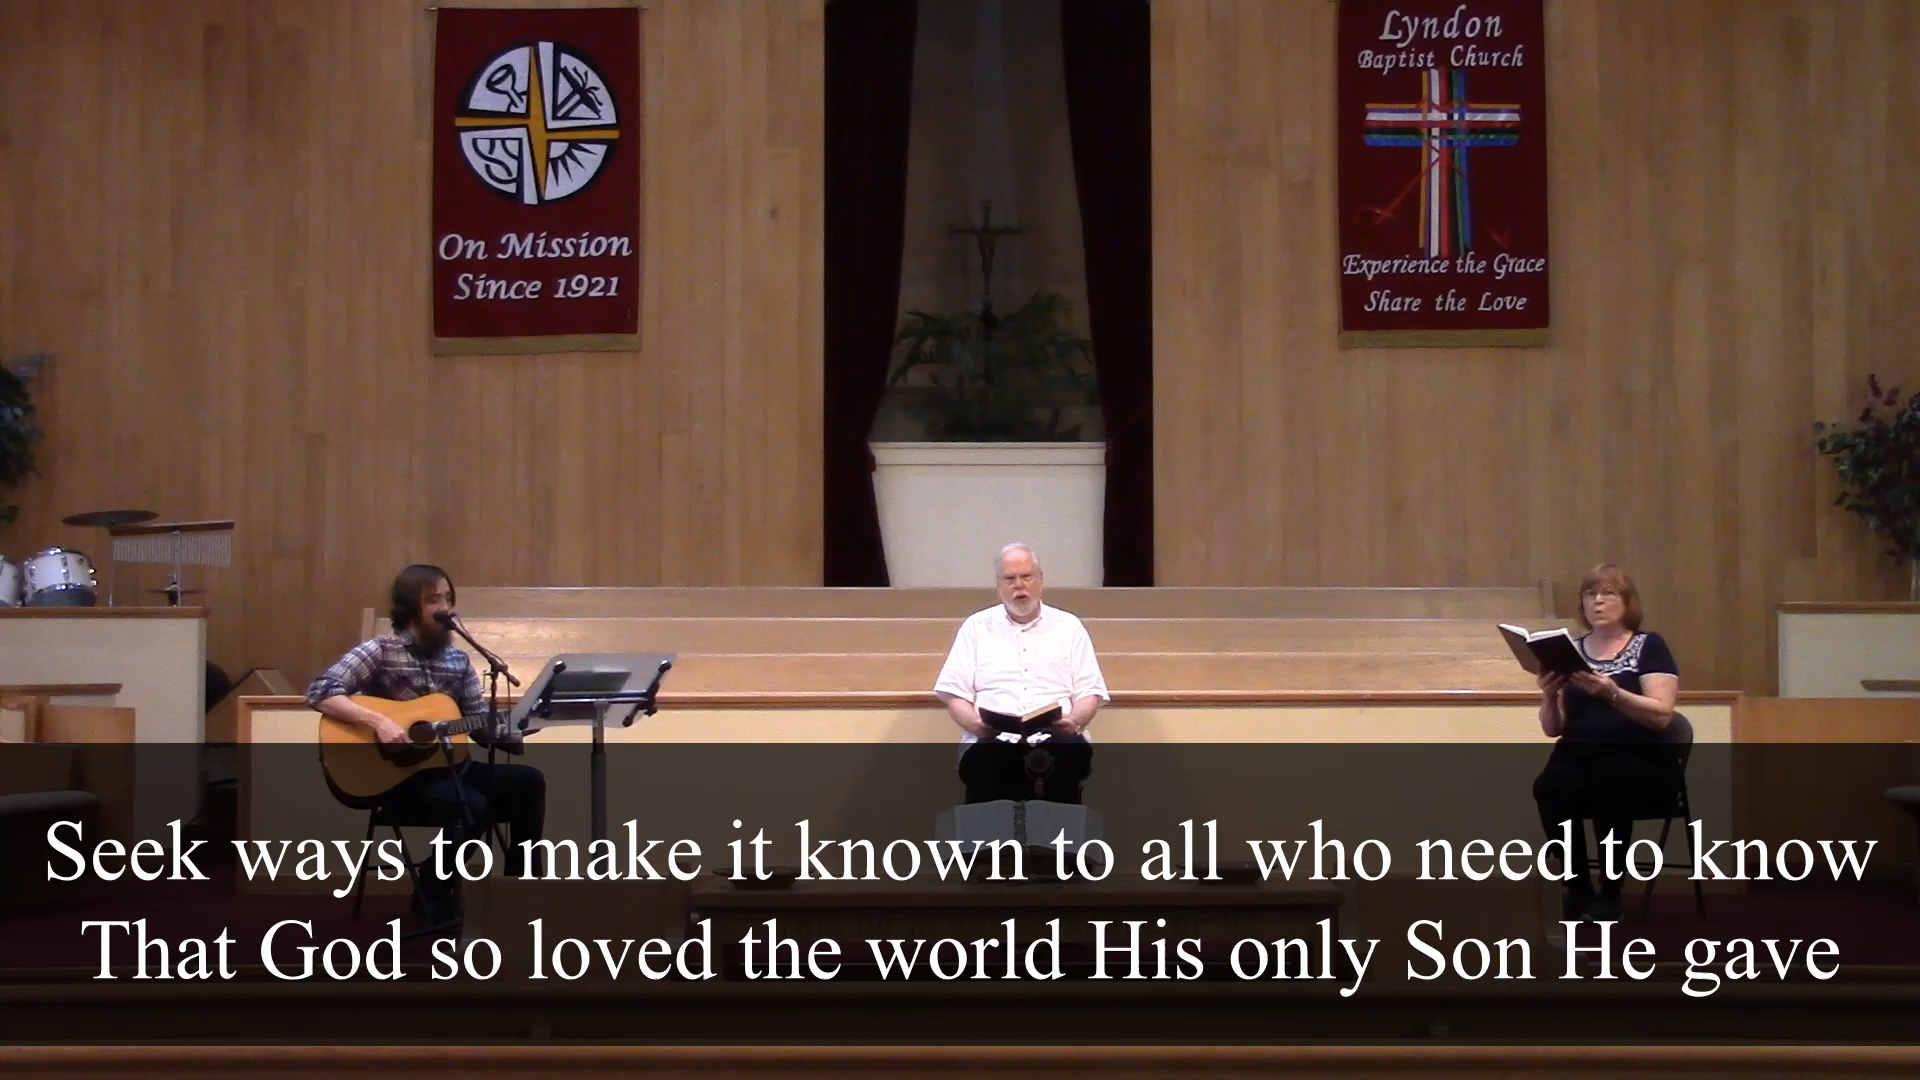 On Mission
Since 1921
Lyndon
Baptist Church
Experience the Grace
Share the Love
Seek ways to make it known to all who need to know
That God so loved the world His only Son He gave